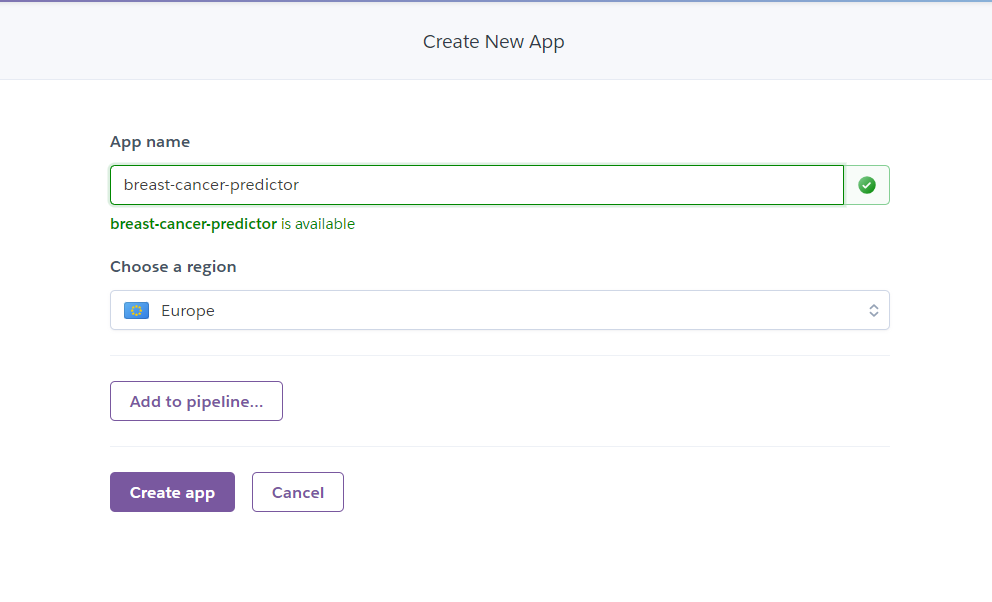 Create New App
App name
breast-cancer-predictor
breast-cancer-predictor is available
Choose a region
Europe
Add to pipeline...
Create app Cancel